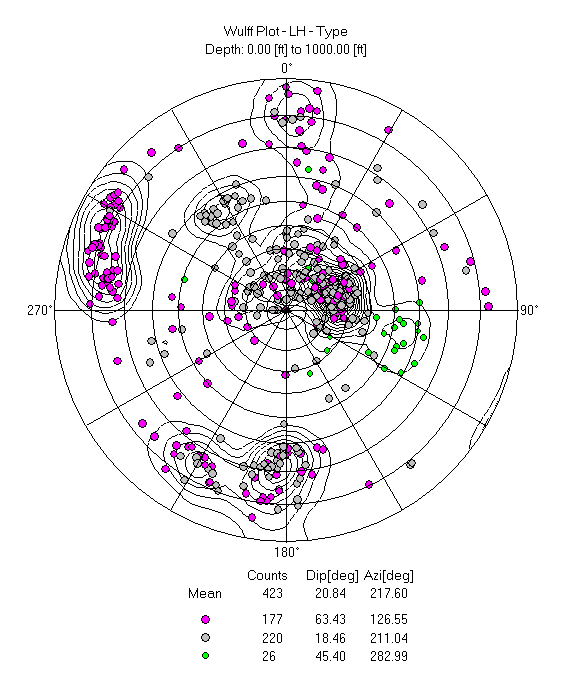 Wulff Plot - LH - Type
Depth: 0.00 [ft] to 1000.00 [ft]
0°
270°
90°
180°
Counts Dip[deg] Azi[deg]
Mean 423 20.84 217.60
177 63.43 126.55
220 18.46 211.04
26 45.40 282.99